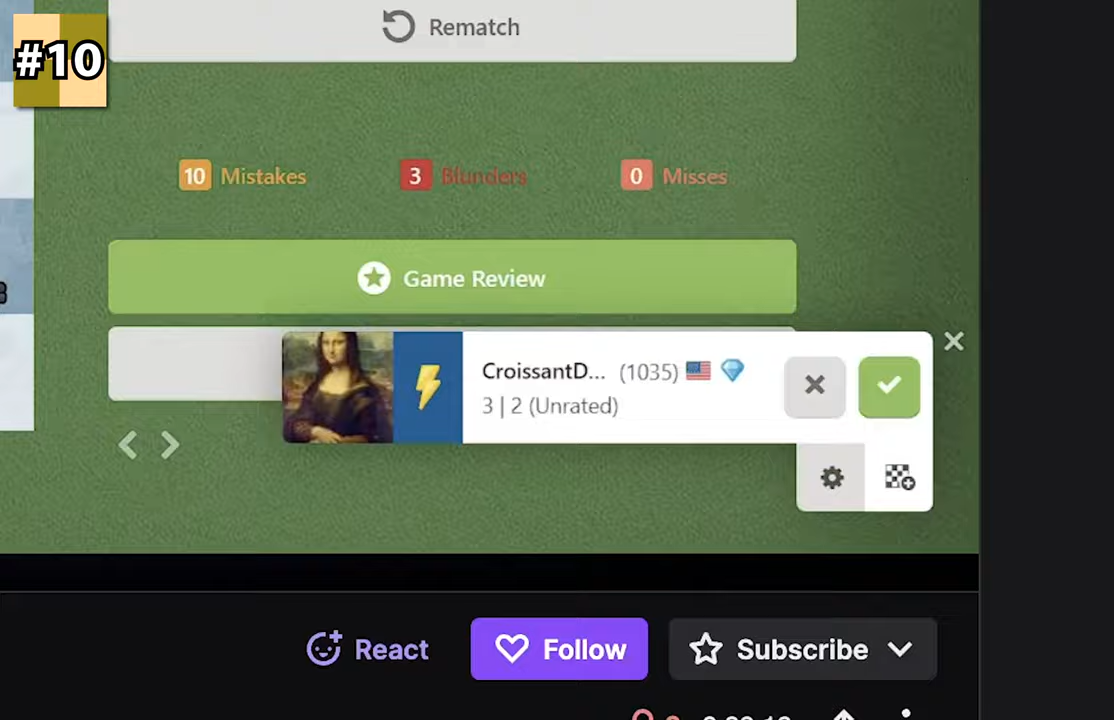 #10
Rematch
10 Mistakes 3 Blunders 0 Misses
Game Review
CroissantD... (1035)
3 | 2 (Unrated)
React Follow Subscribe